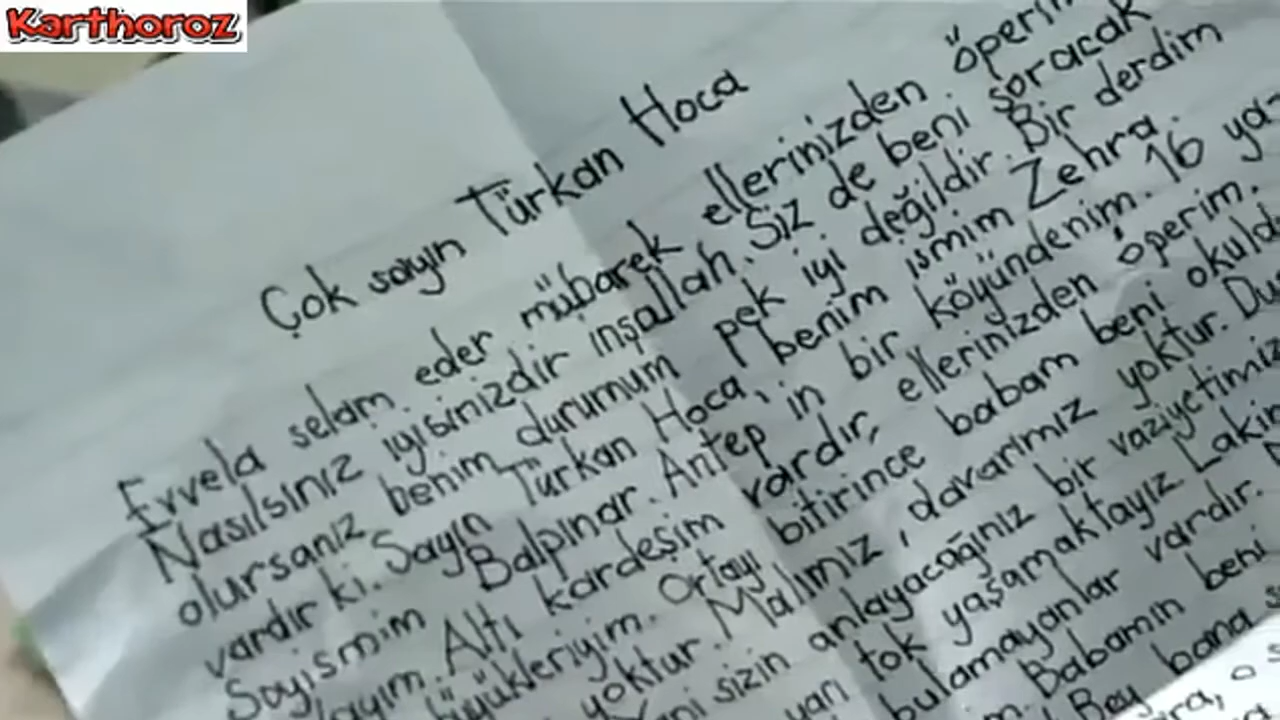 Karthoroz
Çok sayın Türkan Hoca
Evvela selam eder mübarek ellerinizden öperim
Nasılsınız iyisinizdir inşallah. Siz de beni soracak
olursanız benim durumum pek iyi değildir. Bir derdim
vardır ki. Sayın Türkan Hoca, benim ismim Zehra.
Soyismim Balpınar. Antep in bir köyündenim. 16 ya-
Altı kardeşim vardır, ellerinizden öperim.
Ortayı bitirince babam beni
yoktur. Malımız, davarımız yoktur.
sizin anlayacağınız bir vaziyetimiz
tok yaşamaktayız Lakin
bulamayanlar vardır.
Babamın beni
Bey bana